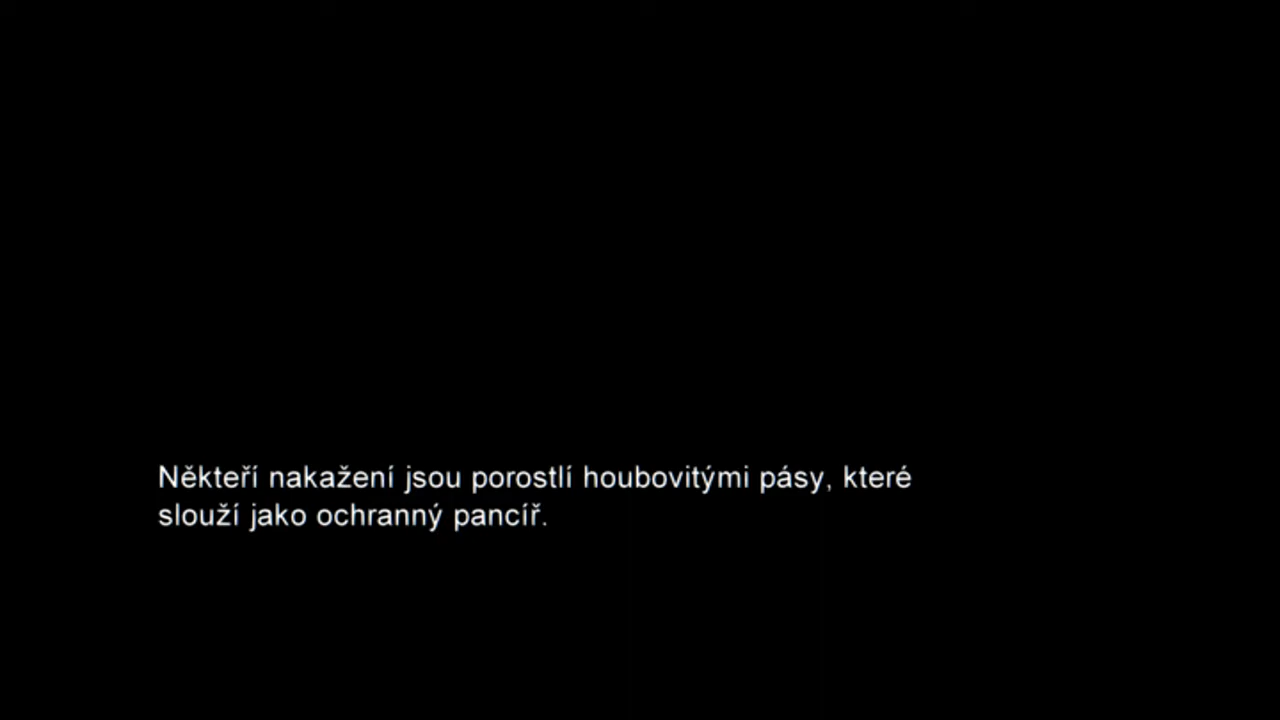 Někteří nakažení jsou porostlí houbovitými pásy, které
slouží jako ochranný pancíř.